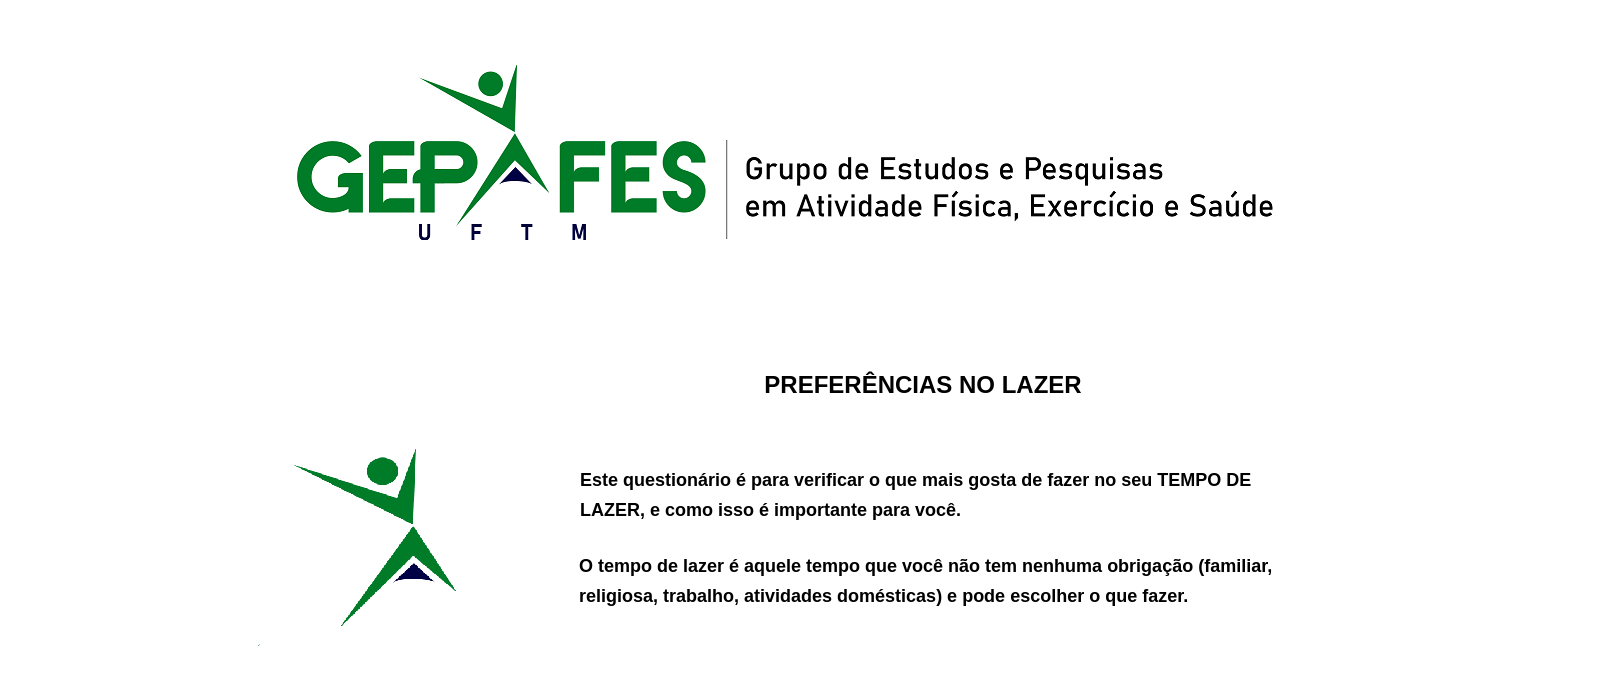 GEPAFES
UFTM
Grupo de Estudos e Pesquisas
em Atividade Física, Exercício e Saúde
PREFERÊNCIAS NO LAZER
Este questionário é para verificar o que mais gosta de fazer no seu TEMPO DE
LAZER, e como isso é importante para você.
O tempo de lazer é aquele tempo que você não tem nenhuma obrigação (familiar,
religiosa, trabalho, atividades domésticas) e pode escolher o que fazer.